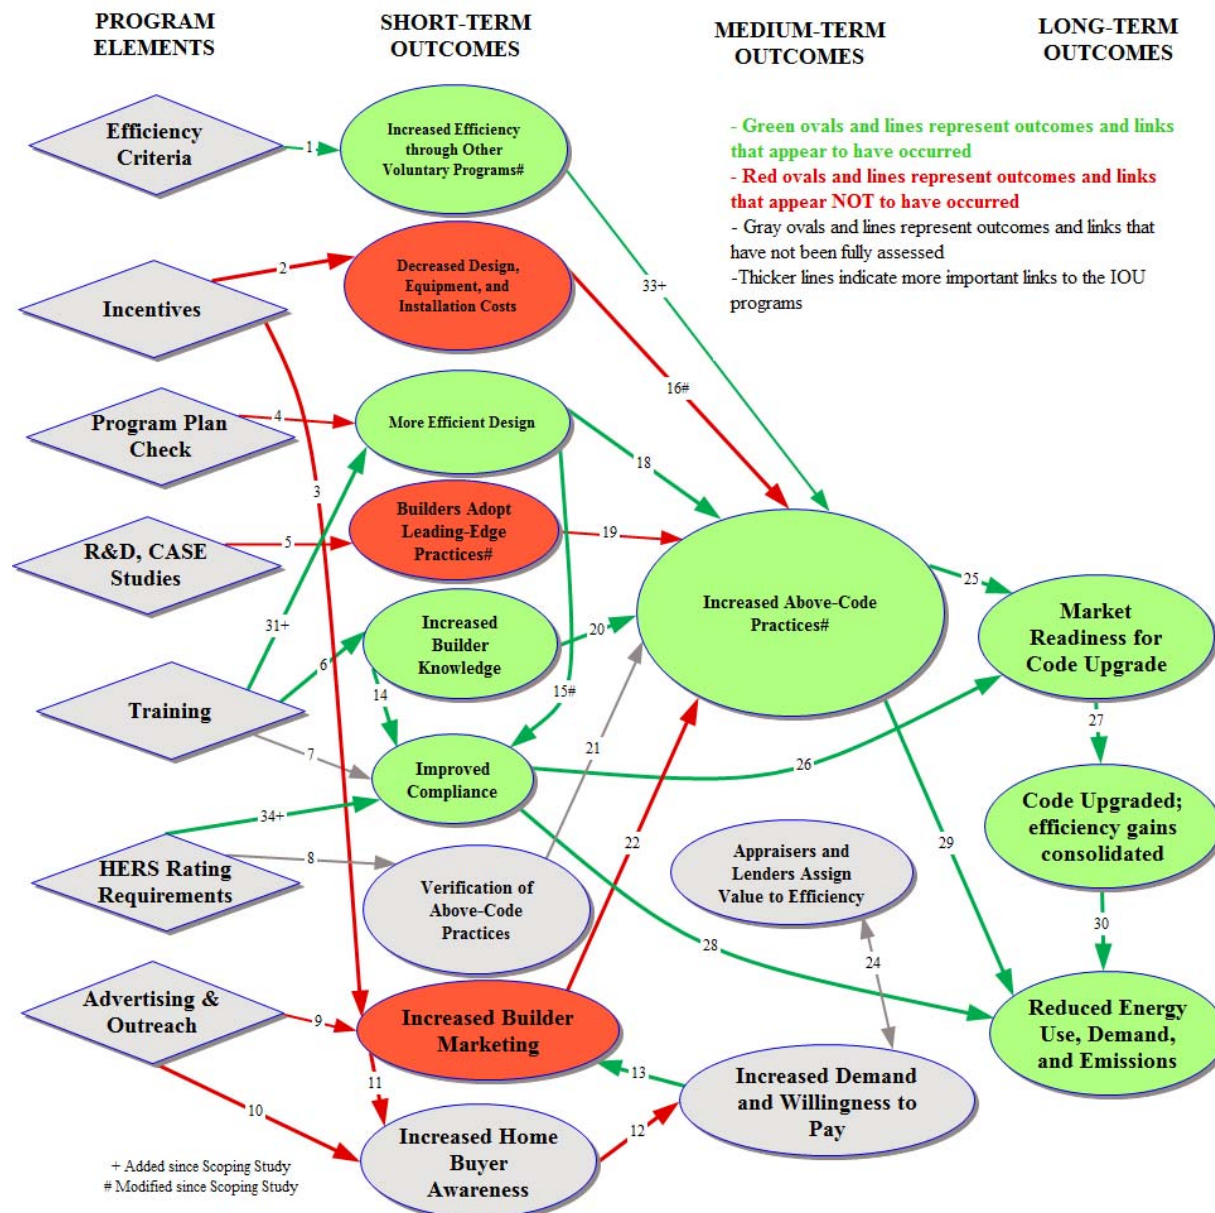 PROGRAM
ELEMENTS
SHORT-TERM
OUTCOMES
MEDIUM-TERM
OUTCOMES
LONG-TERM
OUTCOMES
- Green ovals and lines represent outcomes and links
that appear to have occurred
- Red ovals and lines represent outcomes and links
that appear NOT to have occurred
- Gray ovals and lines represent outcomes and links that
have not been fully assessed
-Thicker lines indicate more important links to the IOU
programs
Efficiency
Criteria
1
Increased Efficiency
through Other
Voluntary Programs#
33+
Incentives
2
Decreased Design,
Equipment, and
Installation Costs
16#
3
Program Plan
Check
4
More Efficient Design
18
R&D, CASE
Studies
5
Builders Adopt
Leading-Edge
Practices#
19
Increased Above-Code
Practices#
25
Market
Readiness for
Code Upgrade
31+
6
Increased
Builder
Knowledge
20
14
15#
Training
7
Improved
Compliance
21
26
27
34+
HERS Rating
Requirements
8
Verification of
Above-Code
Practices
22
Appraisers and
Lenders Assign
Value to Efficiency
29
Code Upgraded;
efficiency gains
consolidated
28
24
30
Advertising &
Outreach
9
Increased Builder
Marketing
13
Reduced Energy
Use, Demand,
and Emissions
10
11
Increased Home
Buyer
Awareness
12
Increased Demand
and Willingness to
Pay
+ Added since Scoping Study
# Modified since Scoping Study